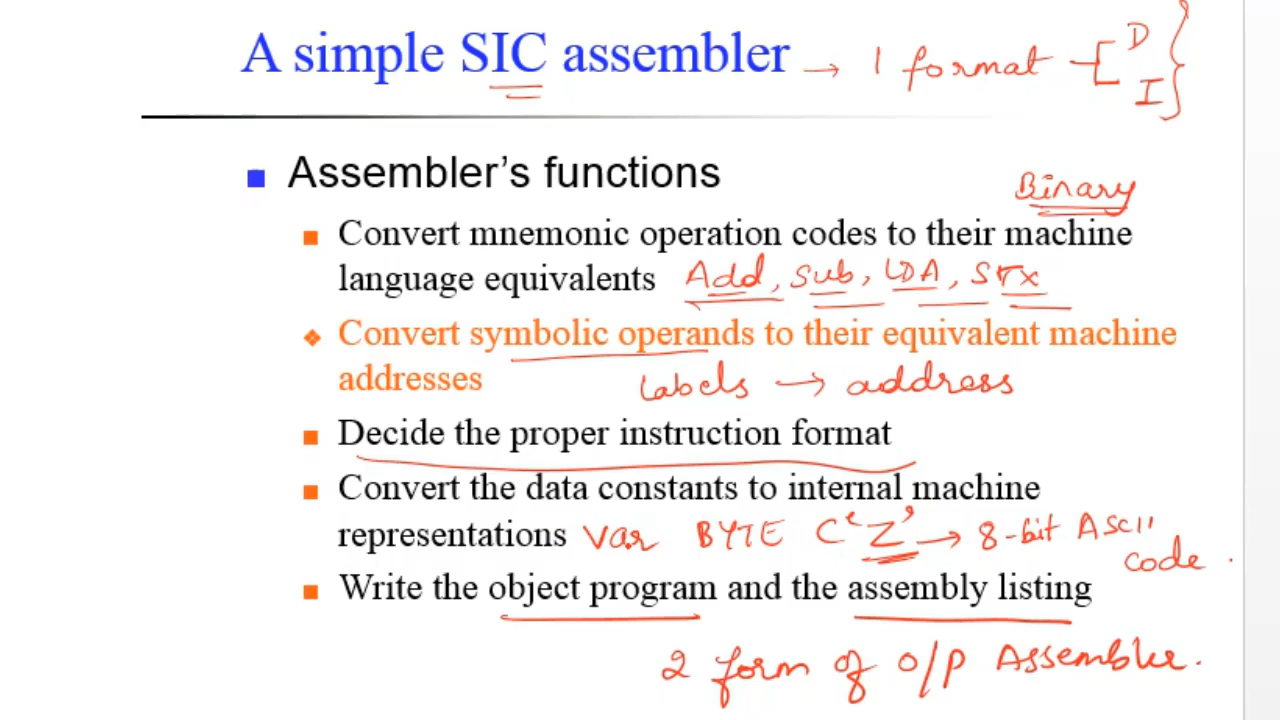 A simple SIC assembler → 1 format -[ D I }
Assembler's functions
Binary
Convert mnemonic operation codes to their machine
language equivalents Add, Sub, LDA, STX
Convert symbolic operands to their equivalent machine
addresses labels → address
Decide the proper instruction format
Convert the data constants to internal machine
representations Var BYTE C‘Z’ → 8-bit ASCII
code.
Write the object program and the assembly listing
2 form of O/P Assembler.